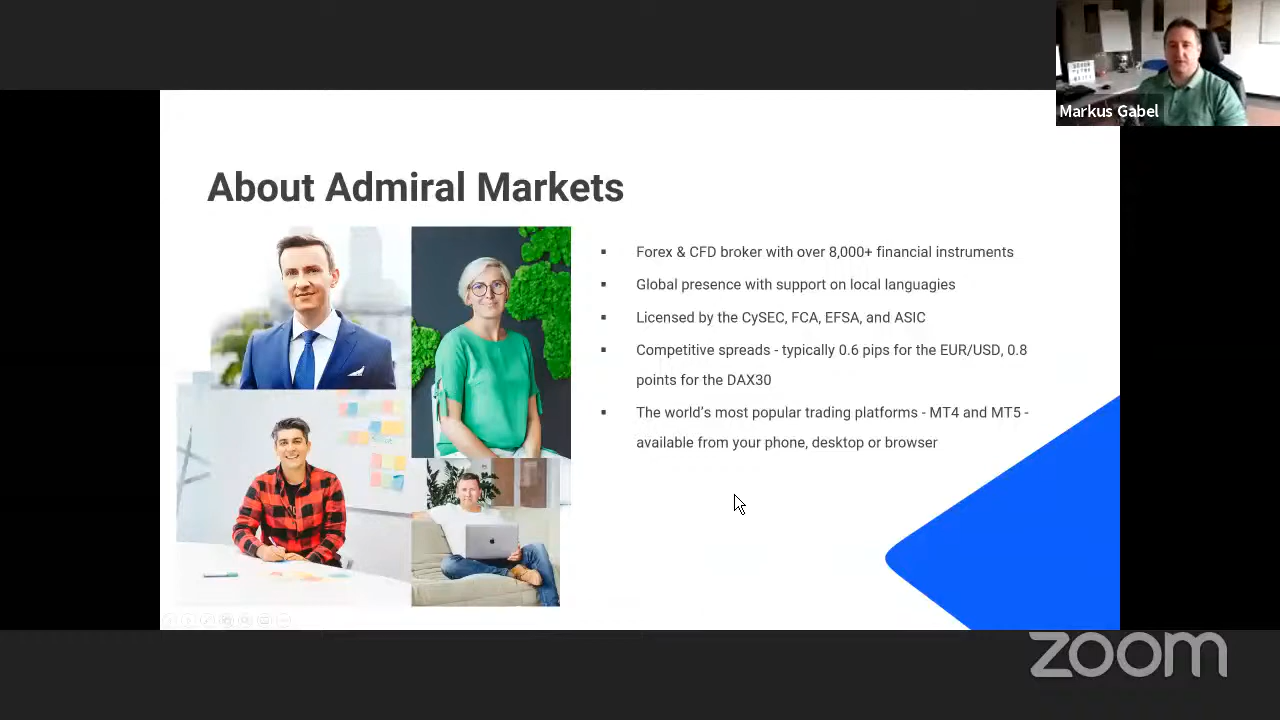 Markus Gabel
About Admiral Markets
▪ Forex & CFD broker with over 8,000+ financial instruments
▪ Global presence with support on local languagies
▪ Licensed by the CySEC, FCA, EFSA, and ASIC
▪ Competitive spreads - typically 0.6 pips for the EUR/USD, 0.8
points for the DAX30
▪ The world's most popular trading platforms - MT4 and MT5 -
available from your phone, desktop or browser
zoom